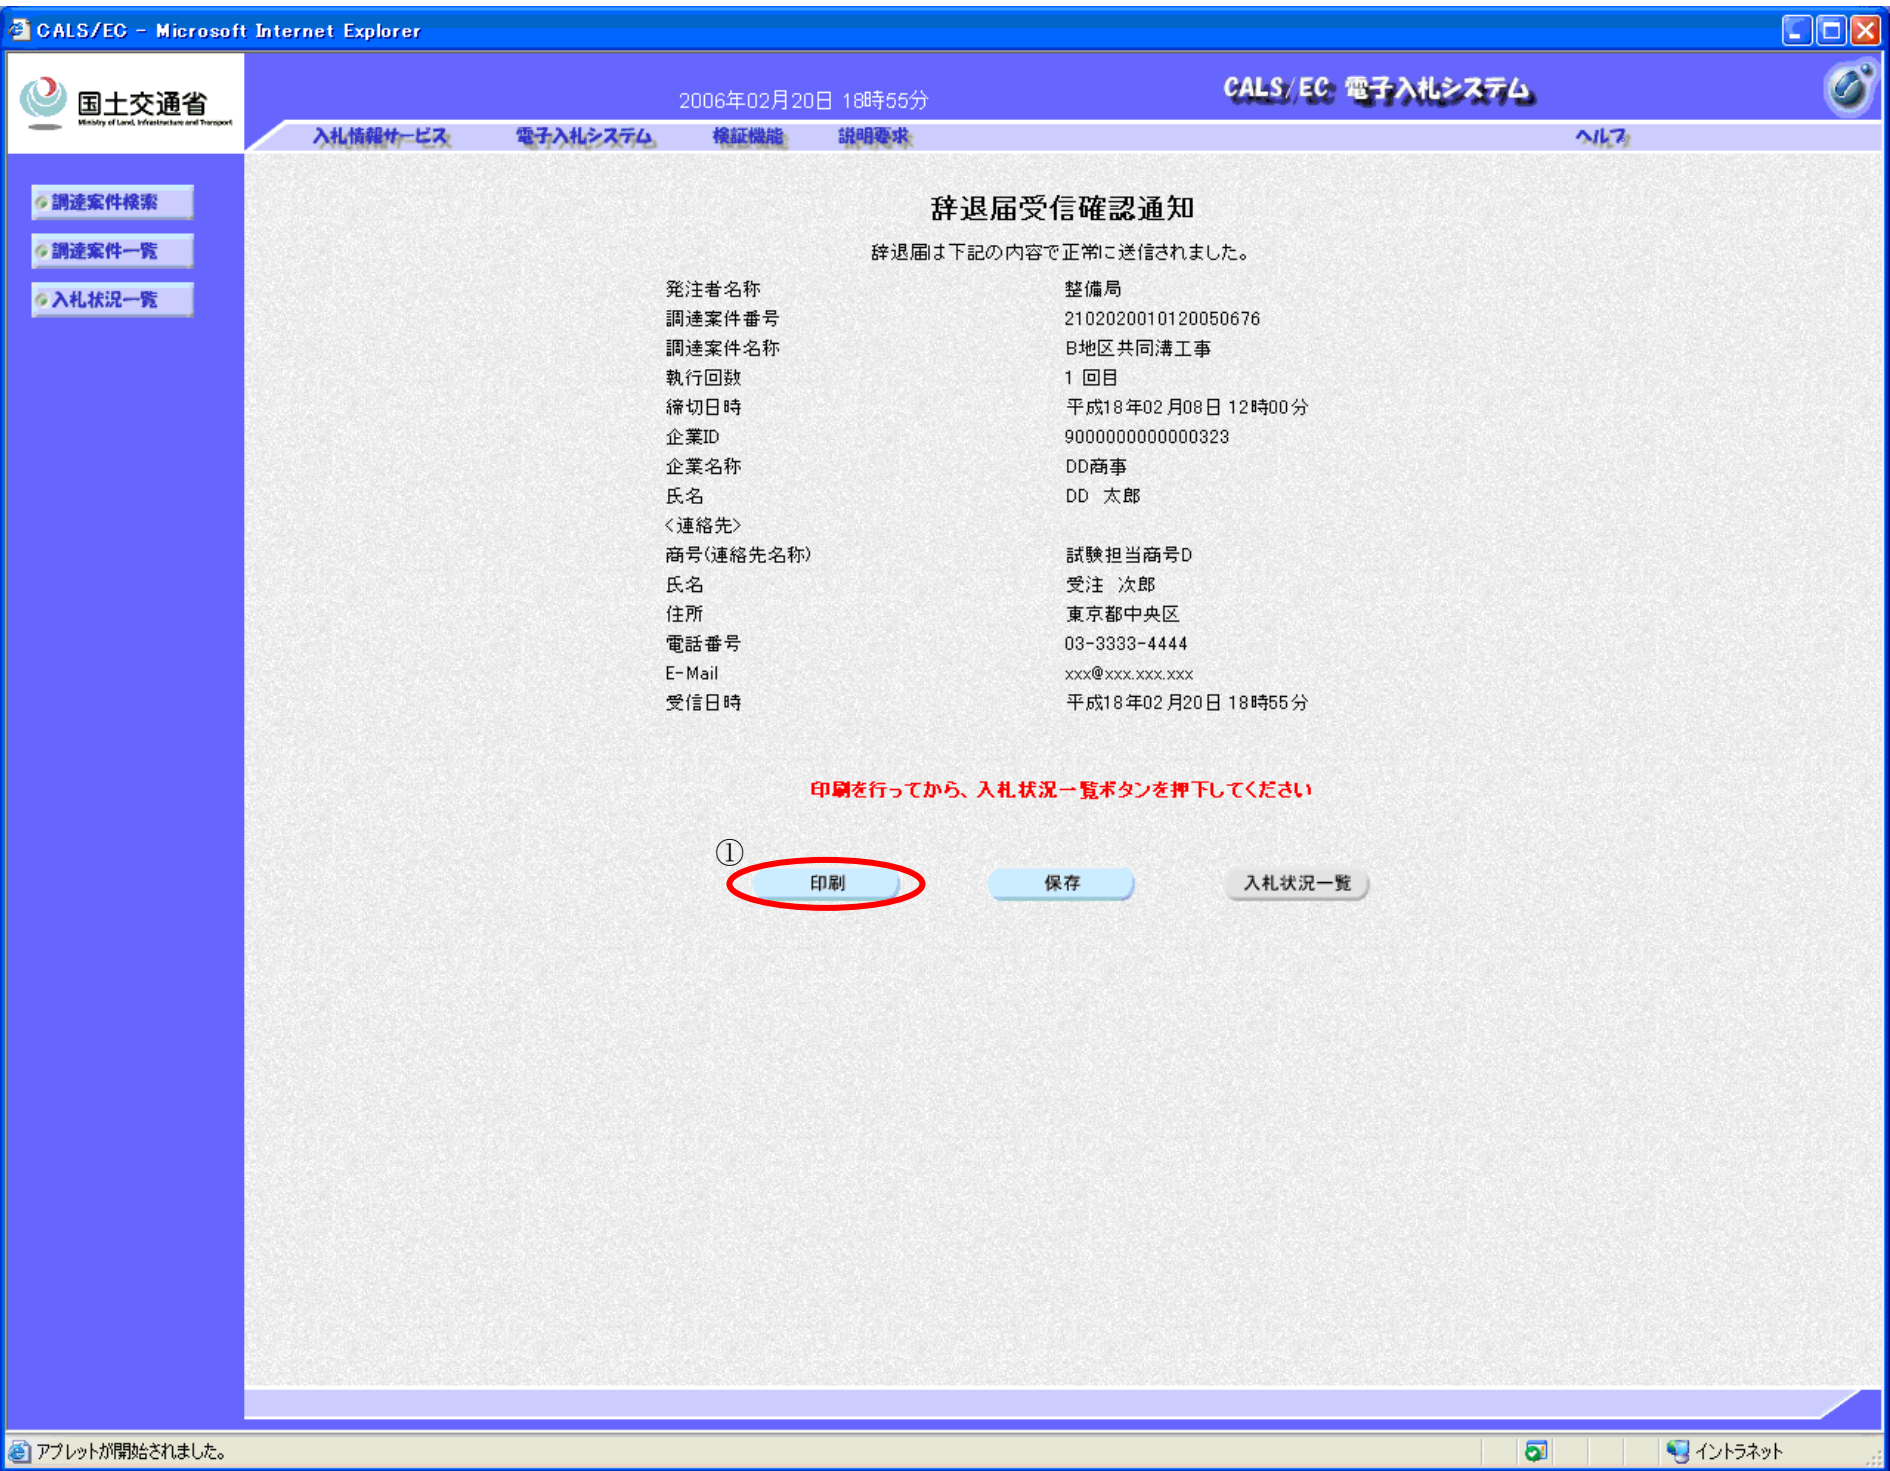 CALS/EC - Microsoft Internet Explorer
国土交通省
Ministry of Land, Infrastructure and Transport
2006年02月20日 18時55分
CALS/EC 電子入札システム
入札情報サービス 電子入札システム 検証機能 説明要求 ヘルプ
調達案件検索
調達案件一覧
入札状況一覧
辞退届受信確認通知
辞退届は下記の内容で正常に送信されました。
発注者名称 整備局
調達案件番号 2102020010120050676
調達案件名称 B地区共同溝工事
執行回数 1 回目
締切日時 平成18年02月08日 12時00分
企業ID 9000000000000323
企業名称 DD商事
氏名 DD 太郎
<連絡先>
商号(連絡先名称) 試験担当商号D
氏名 受注 次郎
住所 東京都中央区
電話番号 03-3333-4444
E-Mail xxx@xxx.xxx.xxx
受信日時 平成18年02月20日 18時55分
印刷を行ってから、入札状況一覧ボタンを押下してください
①
印刷 保存 入札状況一覧
アプレットが開始されました。 イントラネット